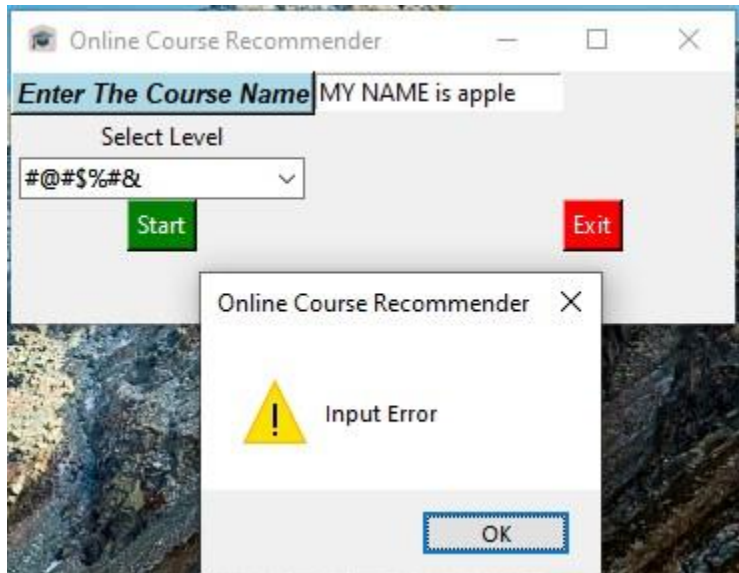 Online Course Recommender
Enter The Course Name MY NAME is apple
Select Level
#@#$%#&
Start Exit
Online Course Recommender
Input Error
OK